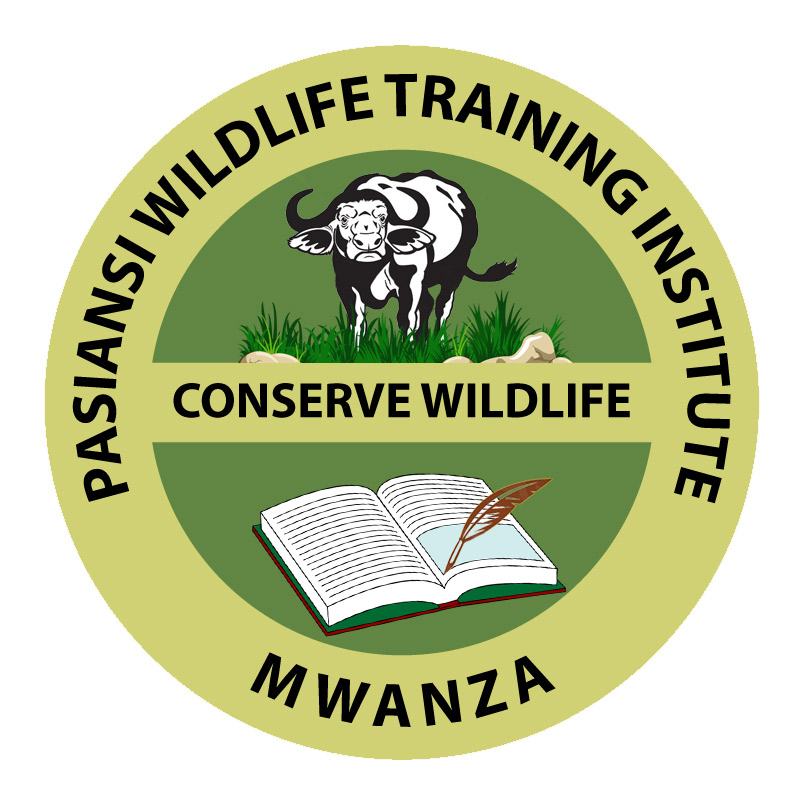 PASIANSI WILDLIFE TRAINING INSTITUTE
CONSERVE WILDLIFE
MWANZA